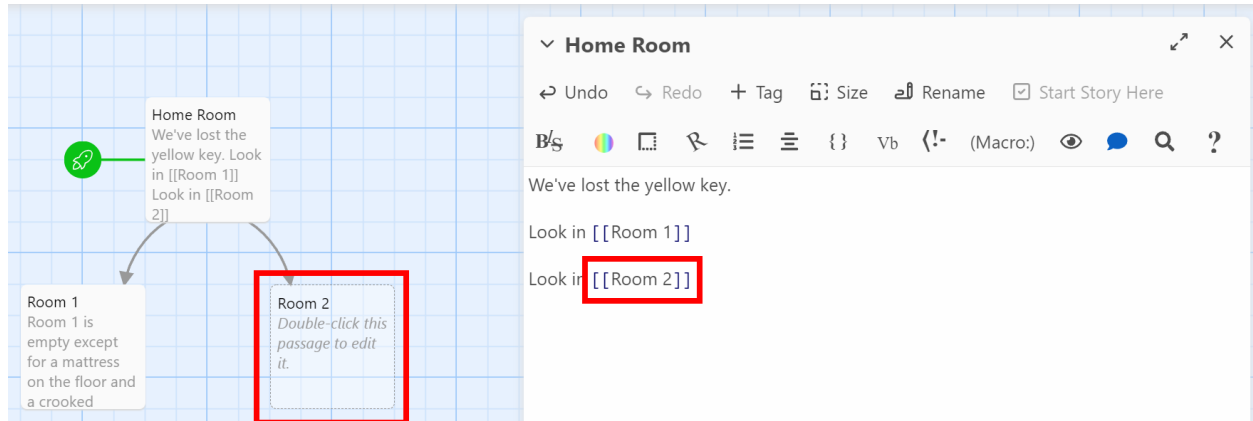 Home Room
We've lost the
yellow key. Look
in [[Room 1]]
Look in [[Room
2]]
Room 1
Room 1 is
empty except
for a mattress
on the floor and
a crooked
Room 2
Double-click this
passage to edit
it.
Home Room
Undo Redo + Tag Size Rename Start Story Here
B/S R {} Vb <!-- (Macro:) ?
We've lost the yellow key.
Look in [[Room 1]]
Look in [[Room 2]]